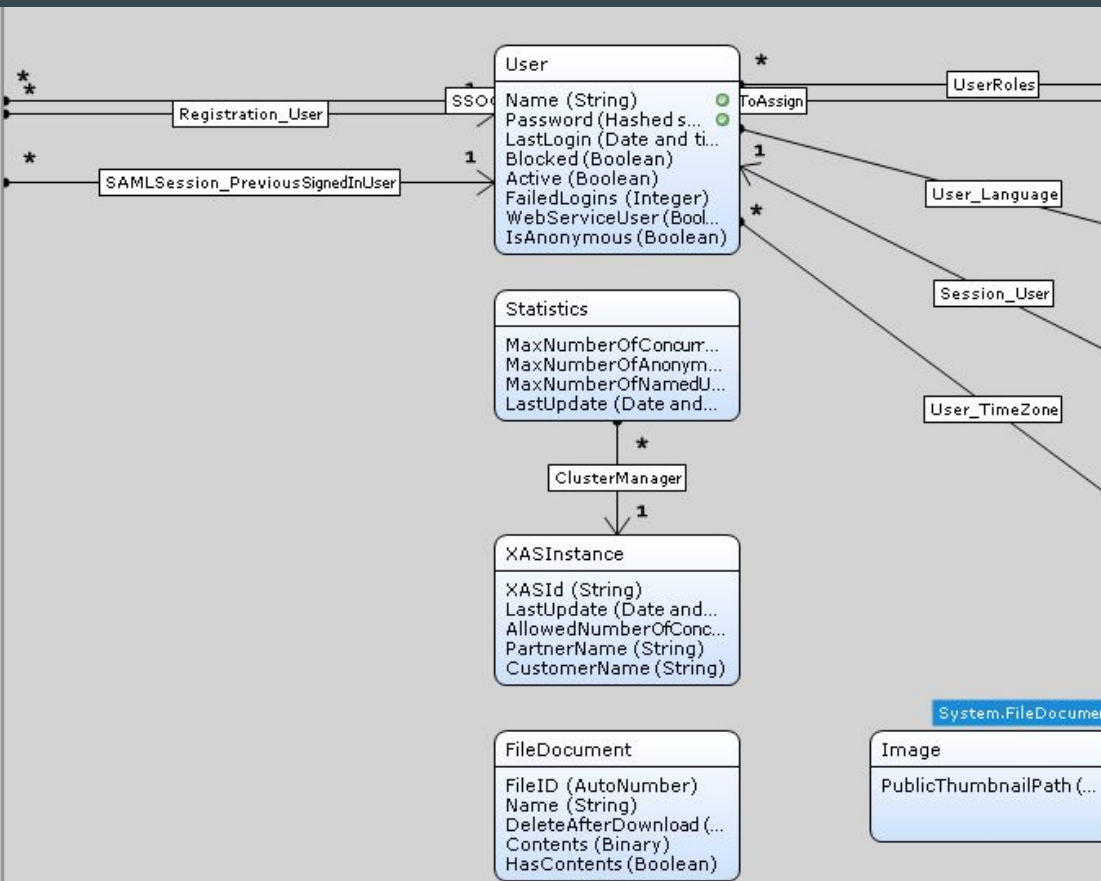 User
Name (String)
Password (Hashed s...
LastLogin (Date and ti...
Blocked (Boolean)
Active (Boolean)
FailedLogins (Integer)
WebServiceUser (Bool...
IsAnonymous (Boolean)
*
*
Registration_User
SSO
*
SAMLSession_PreviousSignedInUser
1
*
UserRoles
ToAssign
1
User_Language
*
Session_User
User_TimeZone
Statistics
MaxNumberOfConcurr...
MaxNumberOfAnonym...
MaxNumberOfNamedU...
LastUpdate (Date and...
*
ClusterManager
1
XASInstance
XASId (String)
LastUpdate (Date and...
AllowedNumberOfConc...
PartnerName (String)
CustomerName (String)
FileDocument
FileID (AutoNumber)
Name (String)
DeleteAfterDownload (...
Contents (Binary)
HasContents (Boolean)
System.FileDocumen
Image
PublicThumbnailPath (...